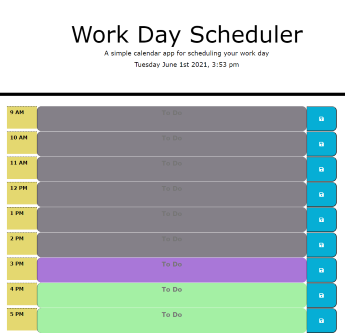 Work Day Scheduler
A simple calendar app for scheduling your work day
Tuesday June 1st 2021, 3:53 pm
9 AM To Do
10 AM To Do
11 AM To Do
12 PM To Do
1 PM To Do
2 PM To Do
3 PM To Do
4 PM To Do
5 PM To Do